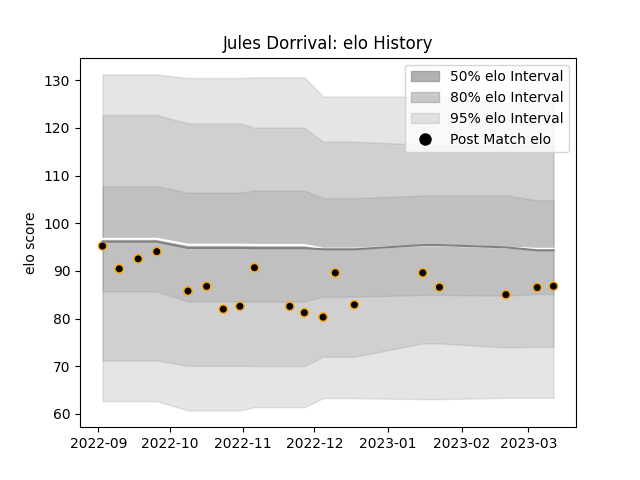 Jules Dorrival: elo History
elo score
130
120
110
100
90
80
70
60
50% elo Interval
80% elo Interval
95% elo Interval
Post Match elo
2022-09 2022-10 2022-11 2022-12 2023-01 2023-02 2023-03